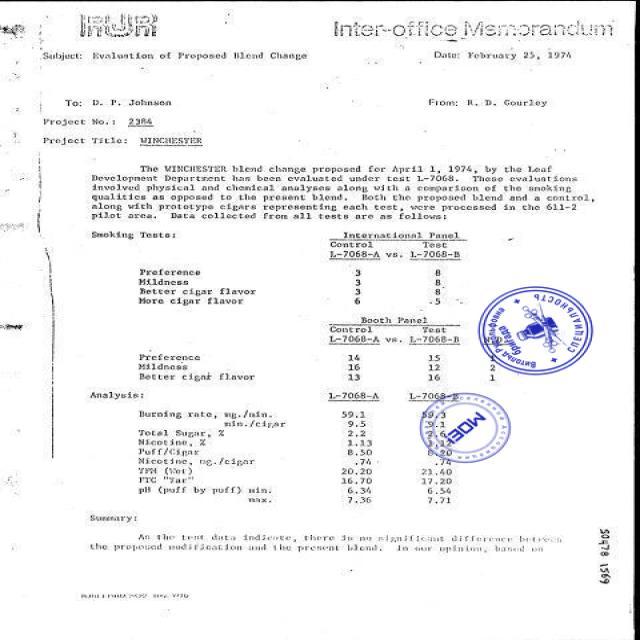 RJR Inter-office Memorandum
Subject: Evaluation of Proposed Blend Change Date: February 25, 1974
To: D. P. Johnson From: R. D. Gourley
Project No.: 2384
Project Title: WINCHESTER
The WINCHESTER blend change proposed for April 1, 1974, by the Leaf
Development Department has been evaluated under test L-7068. These evaluations
involved physical and chemical analyses along with a comparison of the smoking
qualities as opposed to the present blend. Both the proposed blend and a control,
along with prototype cigars representing each test, were processed in the 611-2
pilot area. Data collected from all tests are as follows:
Smoking Tests: International Panel
Control Test
L-7068-A vs. L-7068-B
Preference 3 8
Mildness 3 8
Better cigar flavor 3 8
More cigar flavor 6 5
Booth Panel
Control Test
L-7068-A vs. L-7068-B
Preference 14 15 1
Mildness 16 12 2
Better cigar flavor 13 16 1
СПЕЦИАЛЬНОСТЬ
бригада
Analysis: L-7068-A L-7068-B
Burning rate, mg./min. 59.1 59.3
min./cigar 9.5 9.1
Total Sugar, % 2.2 2.6
Nicotine, % 1.13
Puff/Cigar 8.50 8.20
Nicotine, mg./cigar .74 .74
TPM (Wet) 20.20 21.40
FTC "Tar" 16.70 17.20
pH (puff by puff) min. 6.34 6.54
max. 7.36 7.71
Summary:
As the test data indicate, there is no significant difference between
the proposed modification and the present blend. In our opinion, based on
50478 1569